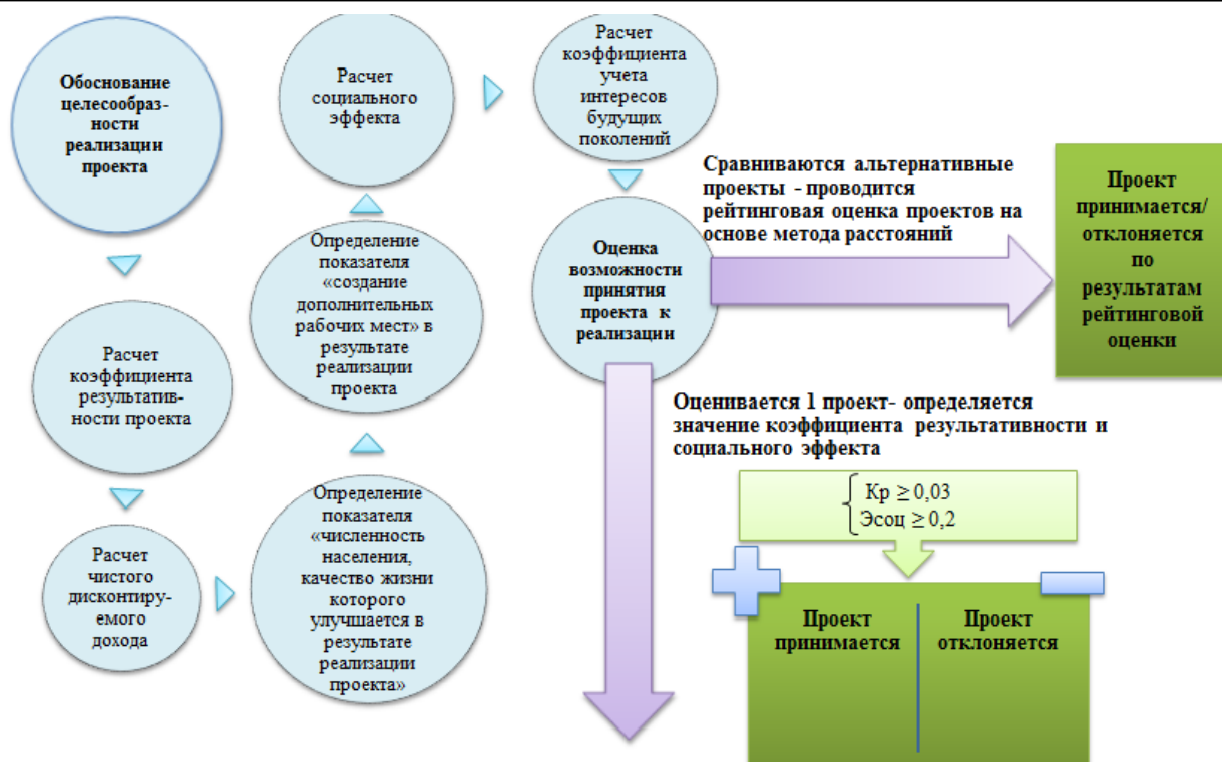 Обоснование
целесообраз-
ности
реализации
проекта
Расчет
коэффициента
результатив-
ности проекта
Расчет
чистого
дисконтируе-
мого
дохода
Определение
показателя
«численность
населения,
качество жизни
которого
улучшается в
результате
реализации
проекта»
Определение
показателя
«создание
дополнительных
рабочих мест» в
результате
реализации
проекта
Расчет
социального
эффекта
Расчет
коэффициента
учета
интересов
будущих
поколений
Оценка
возможности
принятия
проекта к
реализации
Сравниваются альтернативные
проекты - проводится
рейтинговая оценка проектов на
основе метода расстояний
Проект
принимается/
отклоняется
по
результатам
рейтинговой
оценки
Оценивается 1 проект- определяется
значение коэффициента результативности и
социального эффекта
Кр ≥ 0,03
Эсоц ≥ 0,2
Проект
принимается
Проект
отклоняется